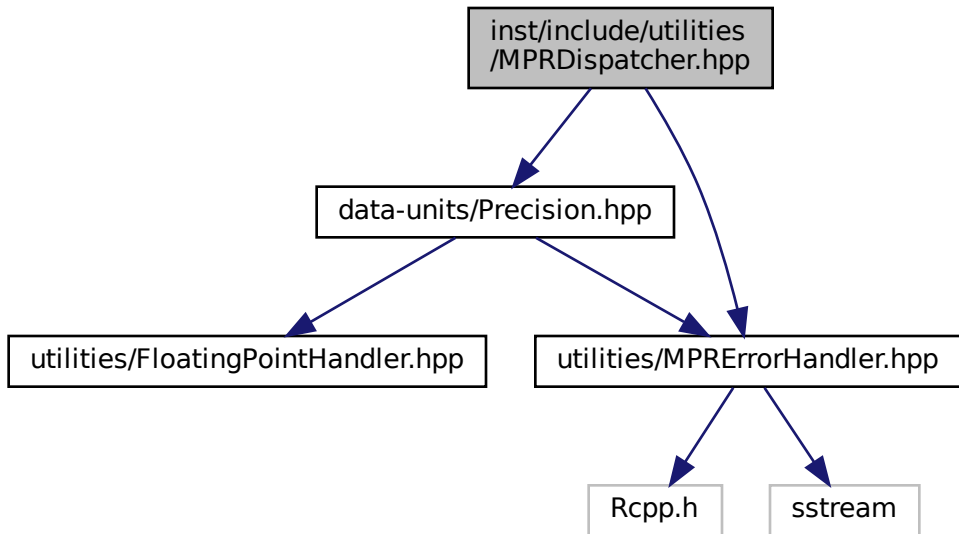 inst/include/utilities
/MPRDispatcher.hpp
data-units/Precision.hpp
utilities/FloatingPointHandler.hpp
utilities/MPRErrorHandler.hpp
Rcpp.h
sstream